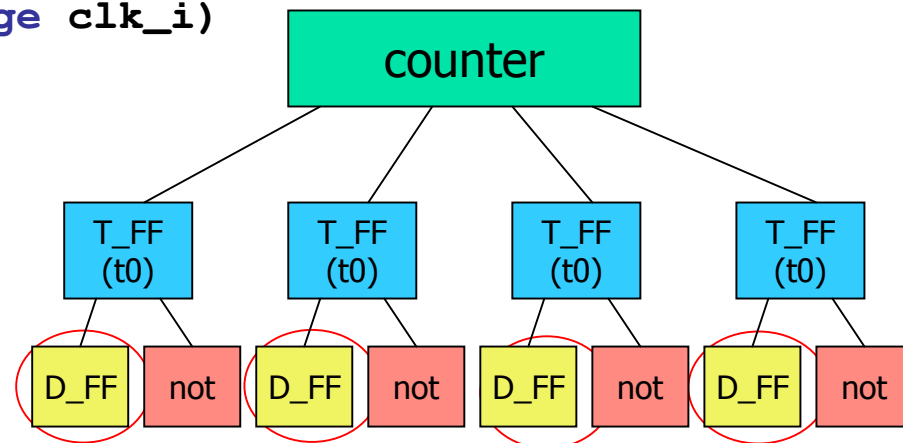 ge clk_i)
counter
T_FF
(t0)
T_FF
(t0)
T_FF
(t0)
T_FF
(t0)
D_FF
not
D_FF
not
D_FF
not
D_FF
not